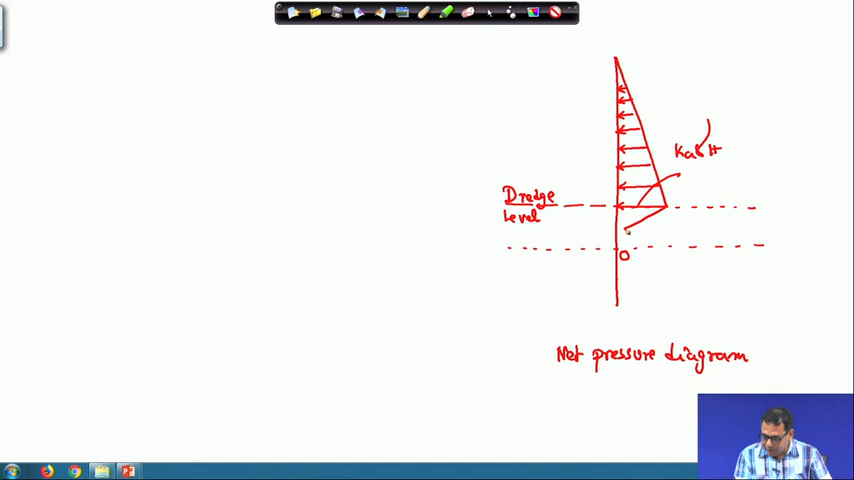 Ka γ H
Dredge
level
O
Net pressure diagram